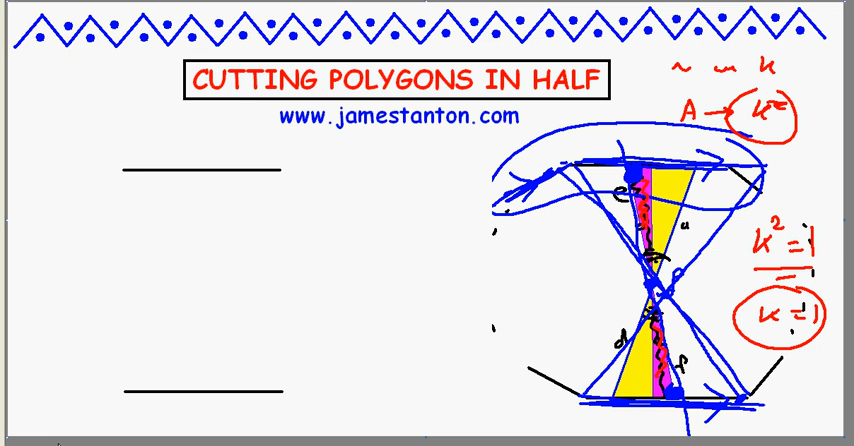 CUTTING POLYGONS IN HALF
www.jamestanton.com
~ ~ k
A → k²
k² = 1
k = 1
e
a
d
f